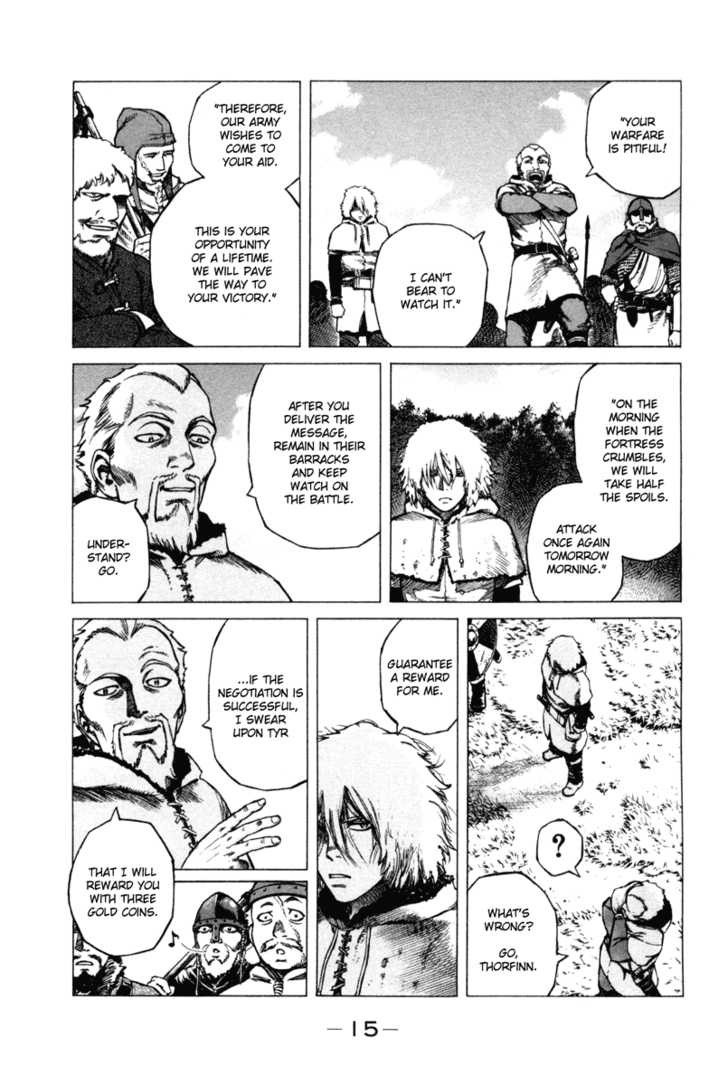 "YOUR
WARFARE
IS PITIFUL!
I CAN'T
BEAR TO
WATCH IT."
"THEREFORE,
OUR ARMY
WISHES TO
COME TO
YOUR AID.
THIS IS YOUR
OPPORTUNITY
OF A LIFETIME.
WE WILL PAVE
THE WAY TO
YOUR VICTORY."
"ON THE
MORNING
WHEN THE
FORTRESS
CRUMBLES,
WE WILL
TAKE HALF
THE SPOILS.
ATTACK
ONCE AGAIN
TOMORROW
MORNING."
AFTER YOU
DELIVER THE
MESSAGE,
REMAIN IN THEIR
BARRACKS
AND KEEP
WATCH ON
THE BATTLE.
UNDER-
STAND?
GO.
?
WHAT'S
WRONG?
GO,
THORFINN.
GUARANTEE
A REWARD
FOR ME.
...IF THE
NEGOTIATION IS
SUCCESSFUL,
I SWEAR
UPON TYR
THAT I WILL
REWARD YOU
WITH THREE
GOLD COINS.
♪
—15—